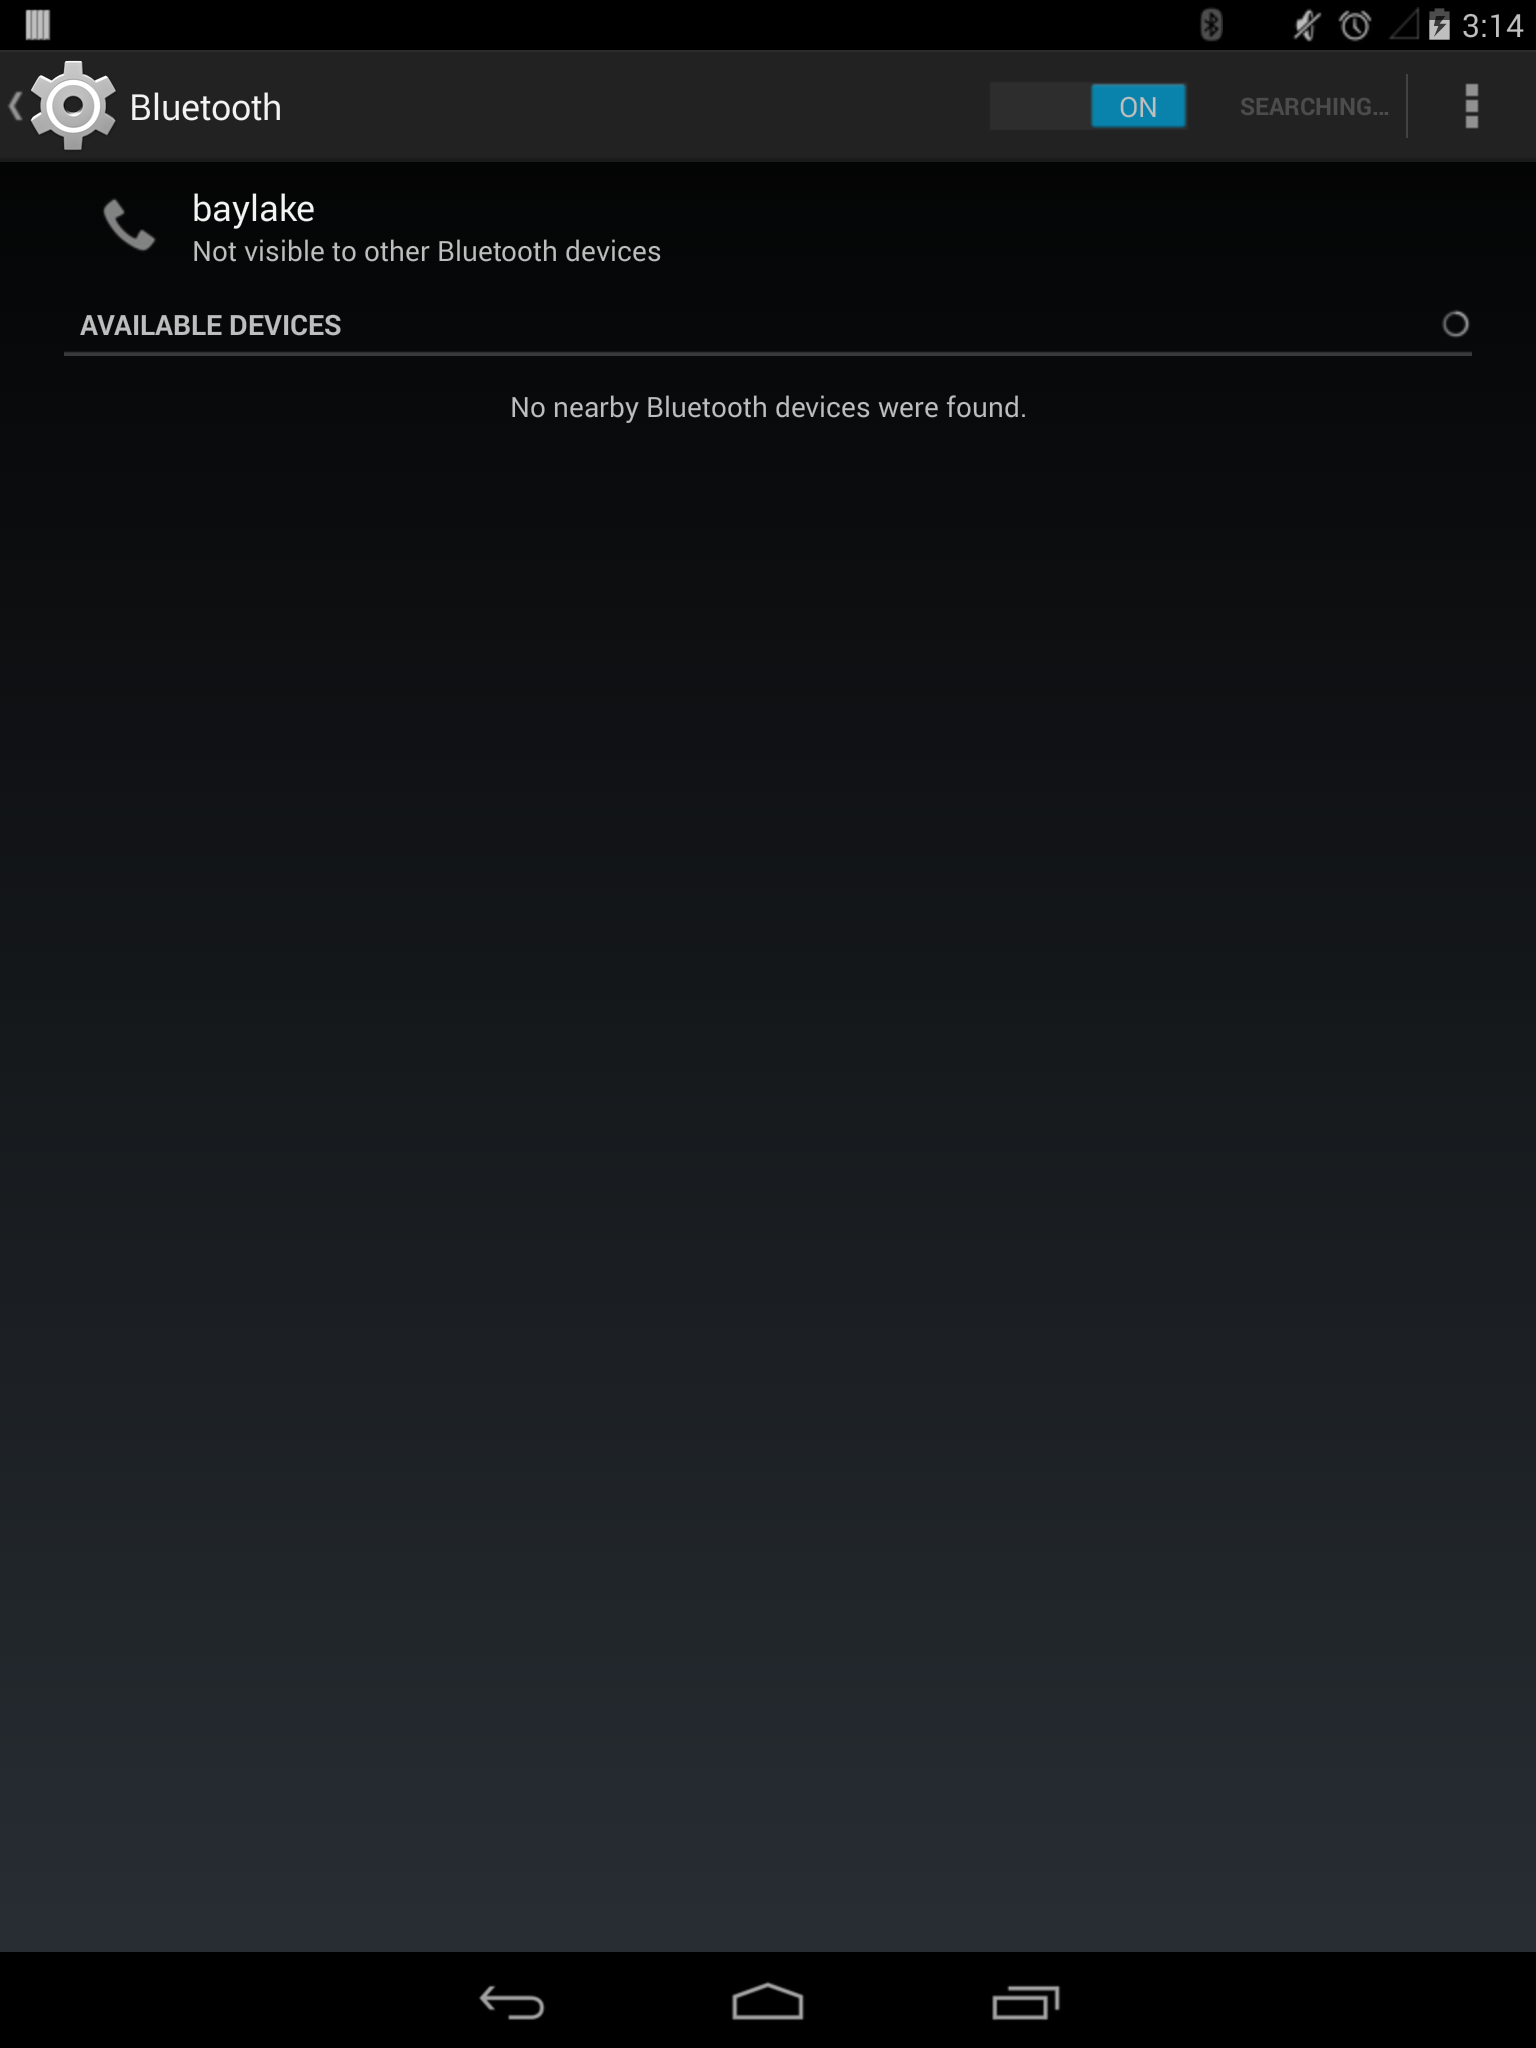 3:14
Bluetooth
ON
SEARCHING...
baylake
Not visible to other Bluetooth devices
AVAILABLE DEVICES
No nearby Bluetooth devices were found.